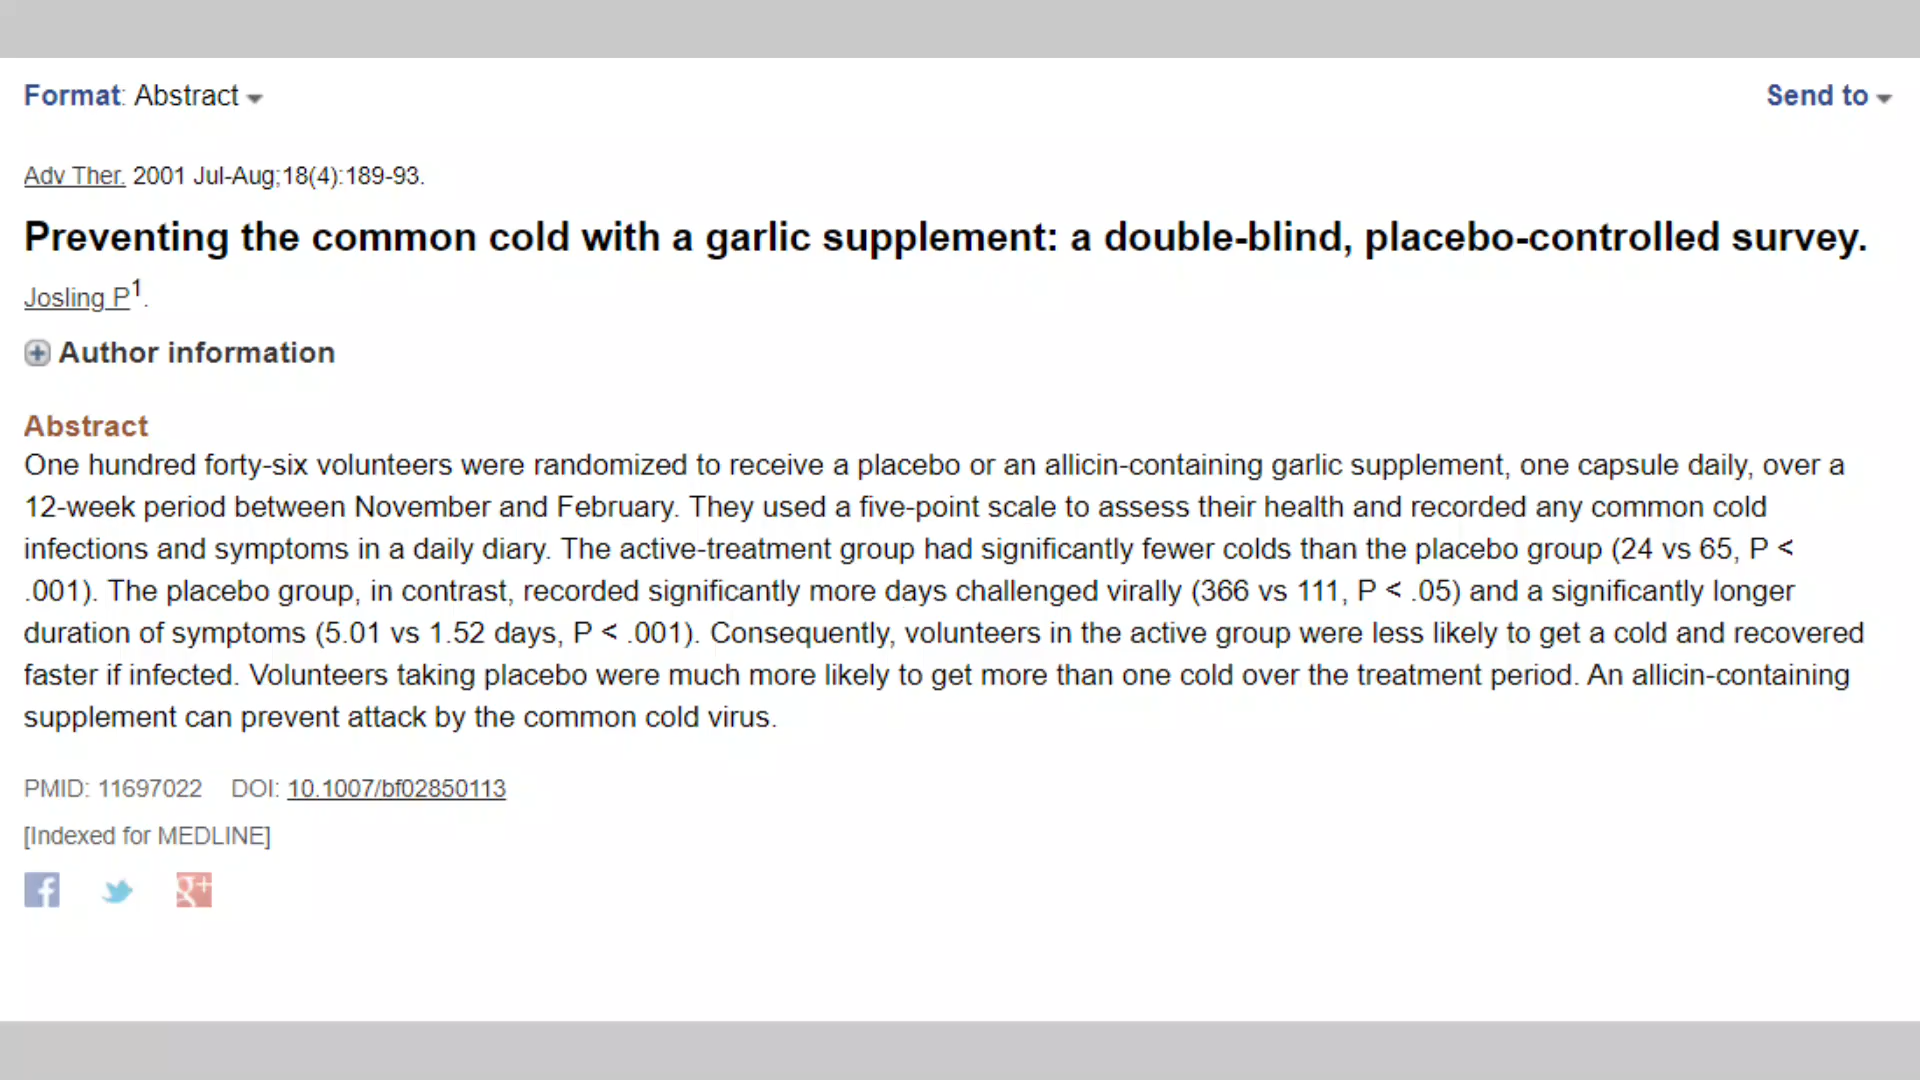 Format: Abstract
Send to
Adv Ther. 2001 Jul-Aug;18(4):189-93.
Preventing the common cold with a garlic supplement: a double-blind, placebo-controlled survey.
Josling P1.
Author information
Abstract
One hundred forty-six volunteers were randomized to receive a placebo or an allicin-containing garlic supplement, one capsule daily, over a
12-week period between November and February. They used a five-point scale to assess their health and recorded any common cold
infections and symptoms in a daily diary. The active-treatment group had significantly fewer colds than the placebo group (24 vs 65, P <
.001). The placebo group, in contrast, recorded significantly more days challenged virally (366 vs 111, P < .05) and a significantly longer
duration of symptoms (5.01 vs 1.52 days, P < .001). Consequently, volunteers in the active group were less likely to get a cold and recovered
faster if infected. Volunteers taking placebo were much more likely to get more than one cold over the treatment period. An allicin-containing
supplement can prevent attack by the common cold virus.
PMID: 11697022 DOI: 10.1007/bf02850113
[Indexed for MEDLINE]
f g+